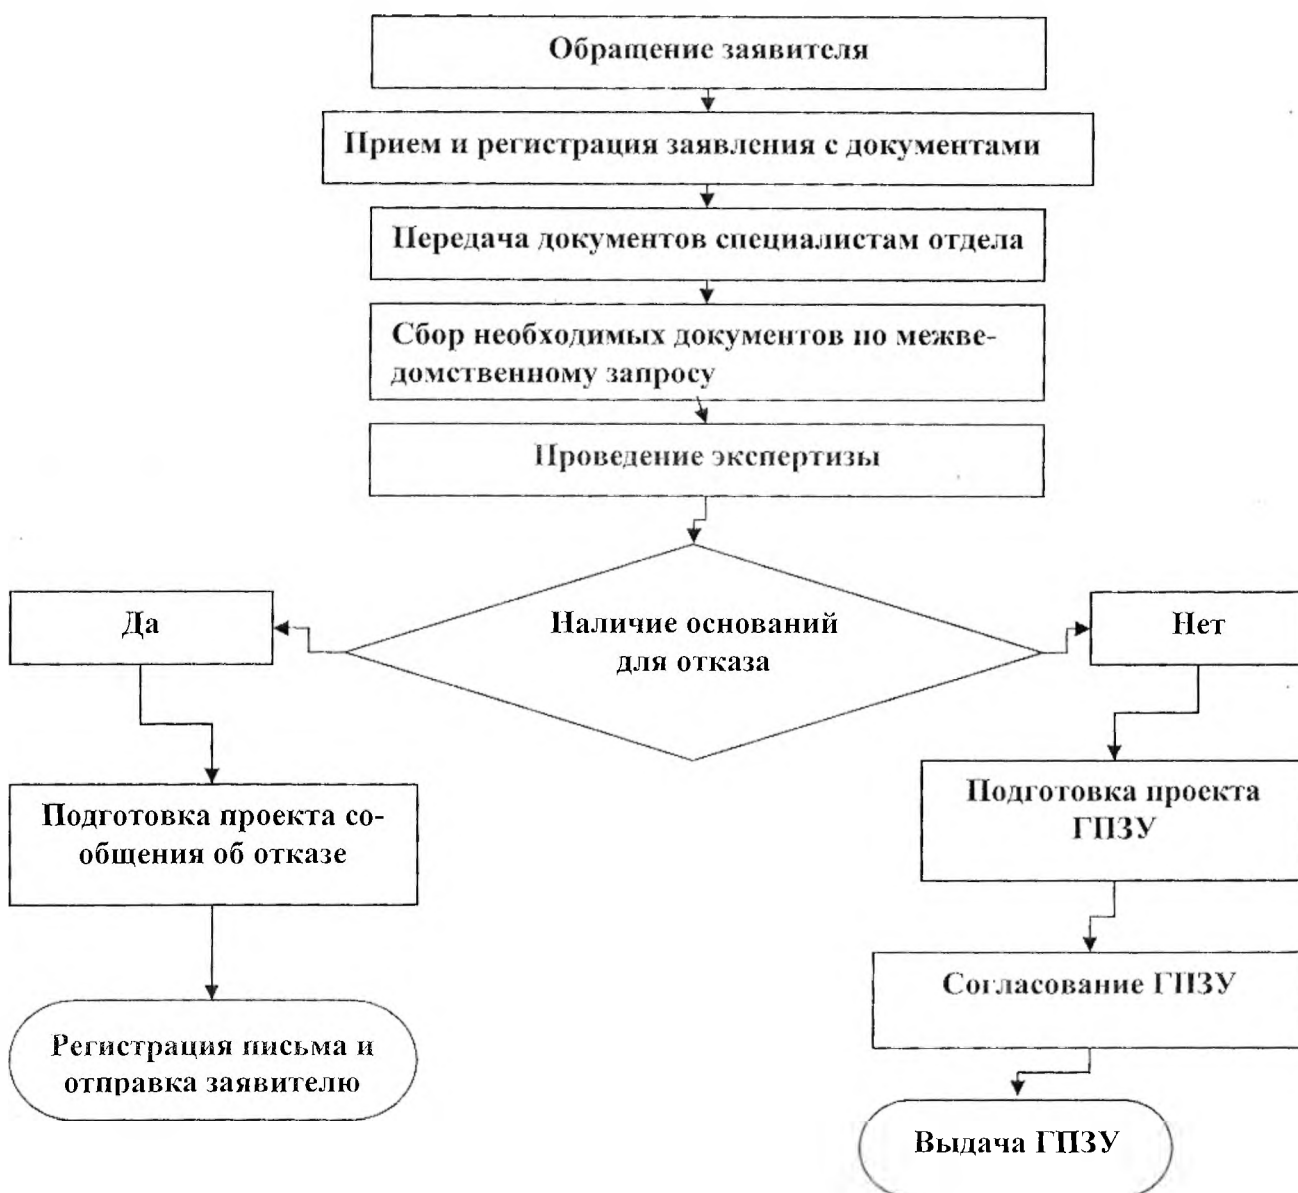 Обращение заявителя
Прием и регистрация заявления с документами
Передача документов специалистам отдела
Сбор необходимых документов по межве-
домственному запросу
Проведение экспертизы
Наличие оснований
для отказа
Да
Нет
Подготовка проекта со-
общения об отказе
Подготовка проекта
ГПЗУ
Согласование ГПЗУ
Регистрация письма и
отправка заявителю
Выдача ГПЗУ